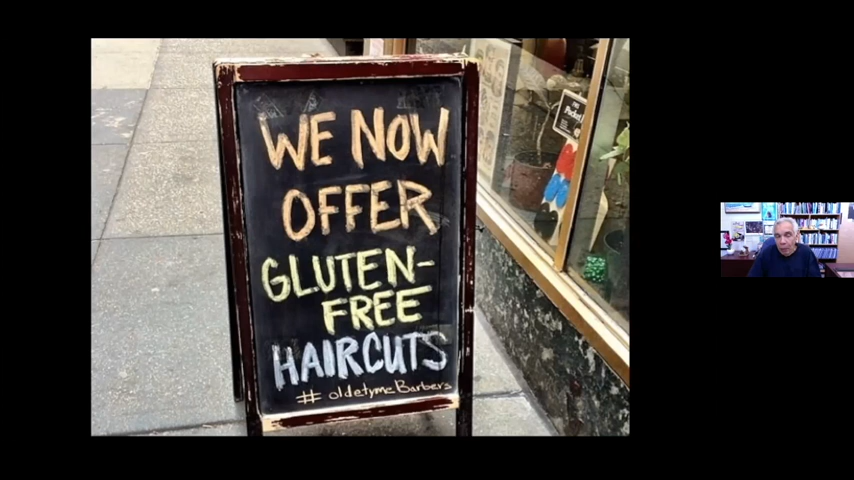 WE NOW
OFFER
GLUTEN-
FREE
HAIRCUTS
# oldetymeBarbers